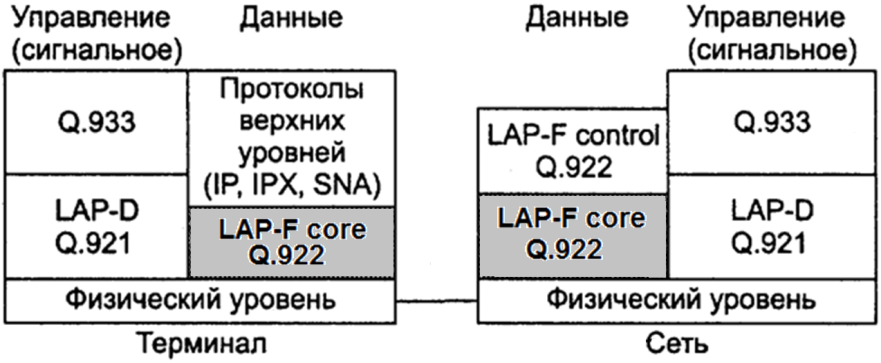 Управление
(сигнальное)
Данные
Q.933
Протоколы
верхних
уровней
(IP, IPX, SNA)
LAP-D
Q.921
LAP-F core
Q.922
Физический уровень
Терминал
Данные
Управление
(сигнальное)
LAP-F control
Q.922
Q.933
LAP-F core
Q.922
LAP-D
Q.921
Физический уровень
Сеть